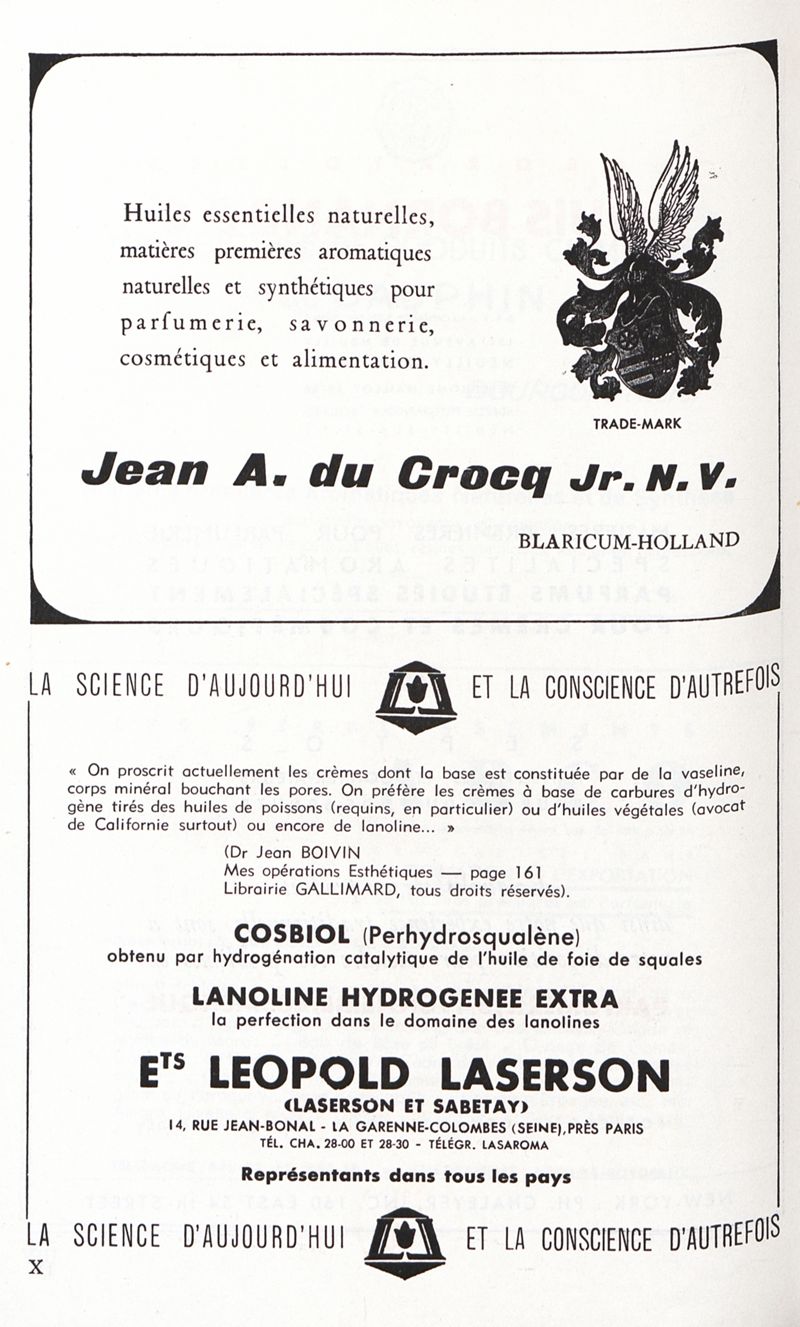 Huiles essentielles naturelles,
matières premières aromatiques
naturelles et synthétiques pour
parfumerie, savonnerie,
cosmétiques et alimentation.
TRADE-MARK
Jean A. du Crocq Jr. N. V.
BLARICUM-HOLLAND
LA SCIENCE D'AUJOURD'HUI ET LA CONSCIENCE D'AUTREFOIS
« On proscrit actuellement les crèmes dont la base est constituée par de la vaseline,
corps minéral bouchant les pores. On préfère les crèmes à base de carbures d'hydro-
gène tirés des huiles de poissons (requins, en particulier) ou d'huiles végétales (avocat
de Californie surtout) ou encore de lanoline... »
(Dr Jean BOIVIN
Mes opérations Esthétiques — page 161
Librairie GALLIMARD, tous droits réservés).
COSBIOL (Perhydrosqualène)
obtenu par hydrogénation catalytique de l'huile de foie de squales
LANOLINE HYDROGENEE EXTRA
la perfection dans le domaine des lanolines
ETS LEOPOLD LASERSON
(LASERSON ET SABETAY)
14, RUE JEAN-BONAL - LA GARENNE-COLOMBES (SEINE), PRÈS PARIS
TÉL. CHA. 28-00 ET 28-30 - TÉLÉGR. LASAROMA
Représentants dans tous les pays
LA SCIENCE D'AUJOURD'HUI ET LA CONSCIENCE D'AUTREFOIS
X